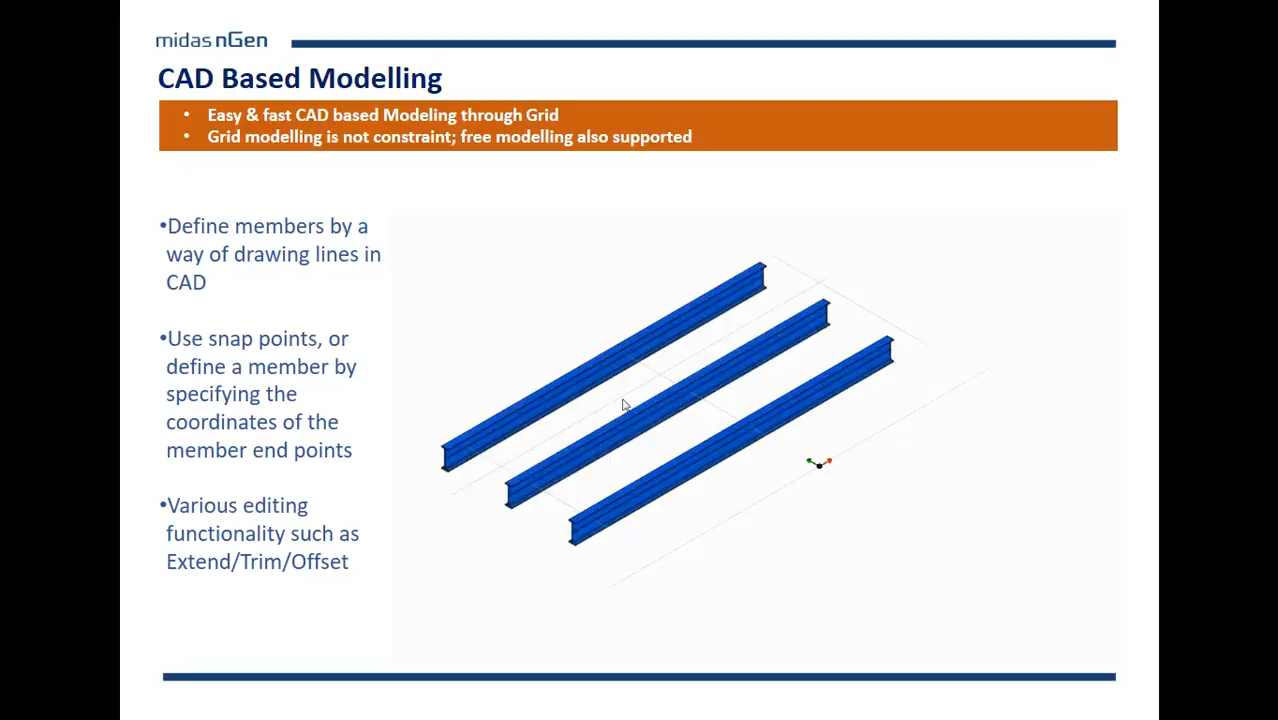 midas nGen
CAD Based Modelling
• Easy & fast CAD based Modeling through Grid
• Grid modelling is not constraint; free modelling also supported
•Define members by a
way of drawing lines in
CAD
•Use snap points, or
define a member by
specifying the
coordinates of the
member end points
•Various editing
functionality such as
Extend/Trim/Offset